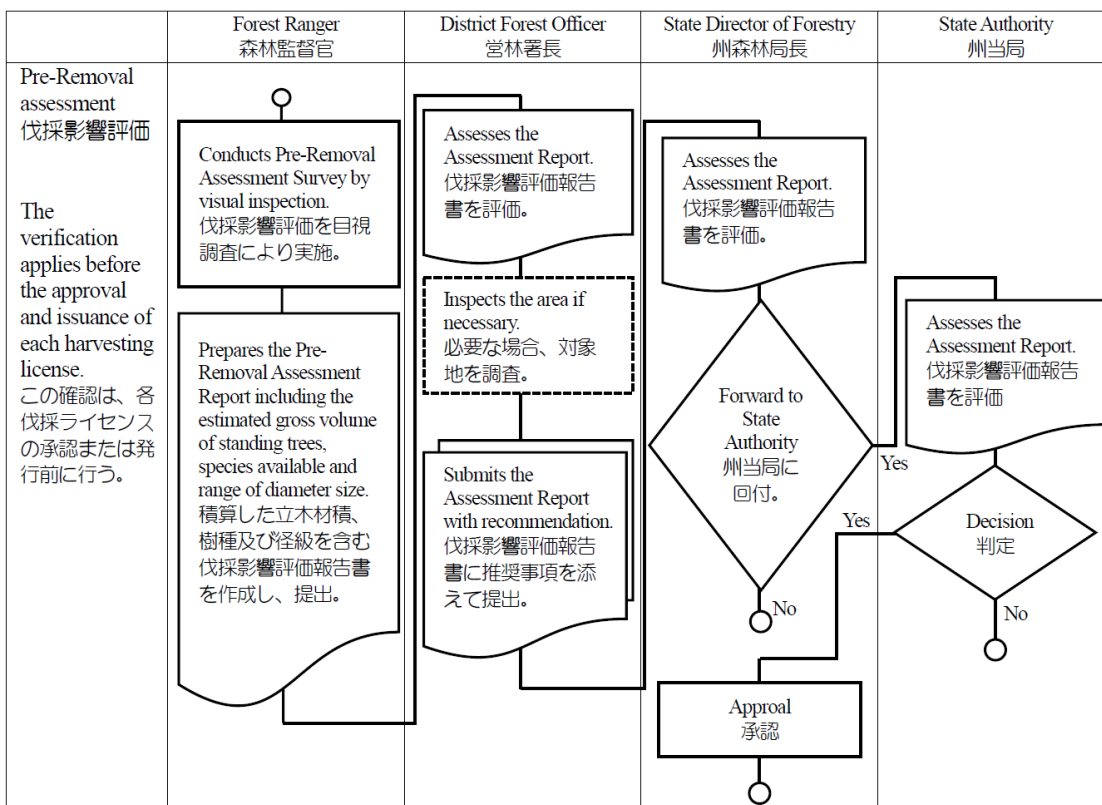 Forest Ranger
森林監督官
District Forest Officer
営林署長
State Director of Forestry
州森林局長
State Authority
州当局
Pre-Removal
assessment
伐採影響評価
The
verification
applies before
the approval
and issuance of
each harvesting
license.
この確認は、各
伐採ライセンス
の承認または発
行前に行う。
Conducts Pre-Removal
Assessment Survey by
visual inspection.
伐採影響評価を目視
調査により実施。
Prepares the Pre-
Removal Assessment
Report including the
estimated gross volume
of standing trees,
species available and
range of diameter size.
積算した立木材積、
樹種及び径級を含む
伐採影響評価報告書
を作成し、提出。
Assesses the
Assessment Report.
伐採影響評価報告
書を評価。
Inspects the area if
necessary.
必要な場合、対象
地を調査。
Submits the
Assessment Report
with recommendation.
伐採影響評価報告
書に推奨事項を添
えて提出。
Assesses the
Assessment Report.
伐採影響評価報告
書を評価。
Forward to
State
Authority
州当局に
回付。
Yes
No
Assesses the
Assessment Report.
伐採影響評価報告
書を評価
Decision
判定
Yes
No
Approal
承認